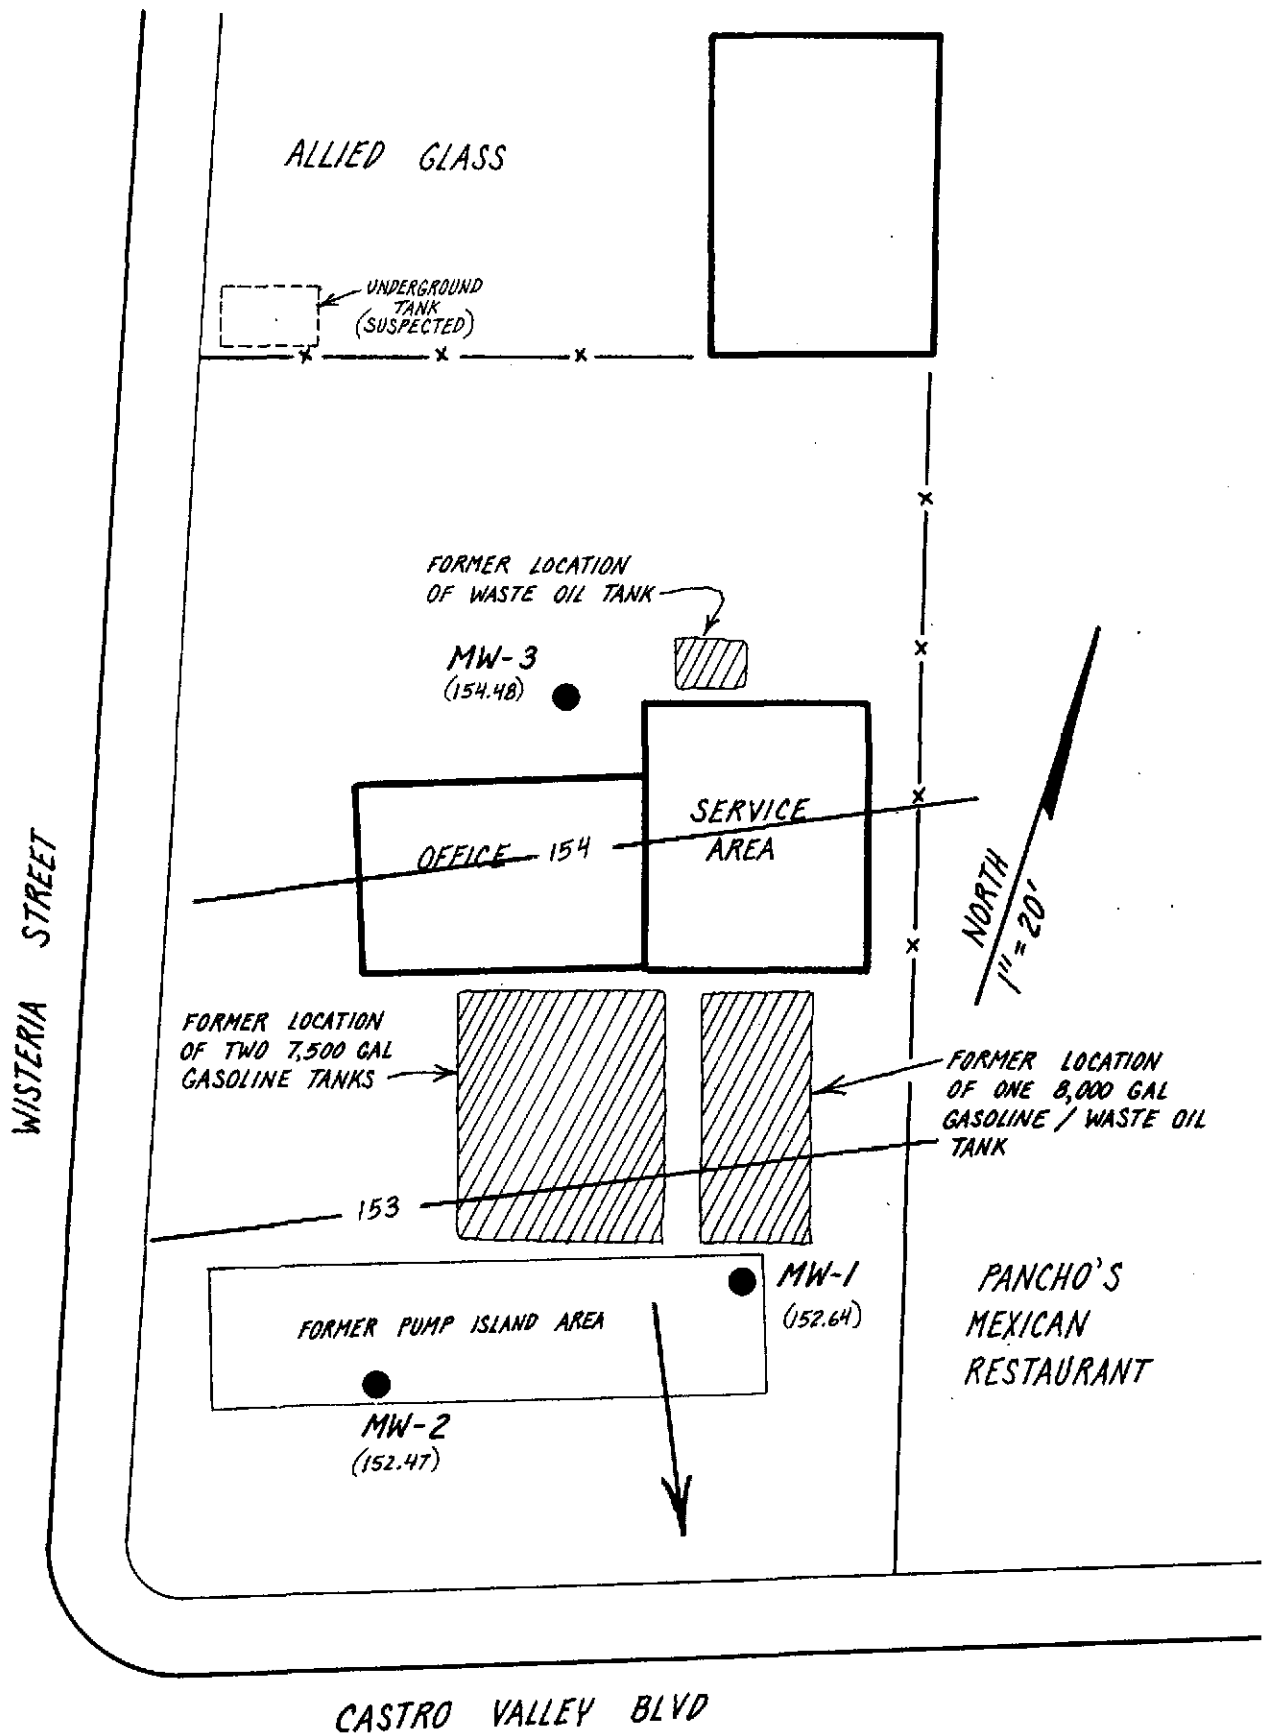 ALLIED GLASS
UNDERGROUND
TANK
(SUSPECTED)
FORMER LOCATION
OF WASTE OIL TANK
MW-3
(154.48)
SERVICE
AREA
OFFICE
154
NORTH
1" = 20'
WISTERIA STREET
FORMER LOCATION
OF TWO 7,500 GAL
GASOLINE TANKS
FORMER LOCATION
OF ONE 8,000 GAL
GASOLINE / WASTE OIL
TANK
153
MW-1
(152.64)
FORMER PUMP ISLAND AREA
MW-2
(152.47)
PANCHO'S
MEXICAN
RESTAURANT
CASTRO VALLEY BLVD